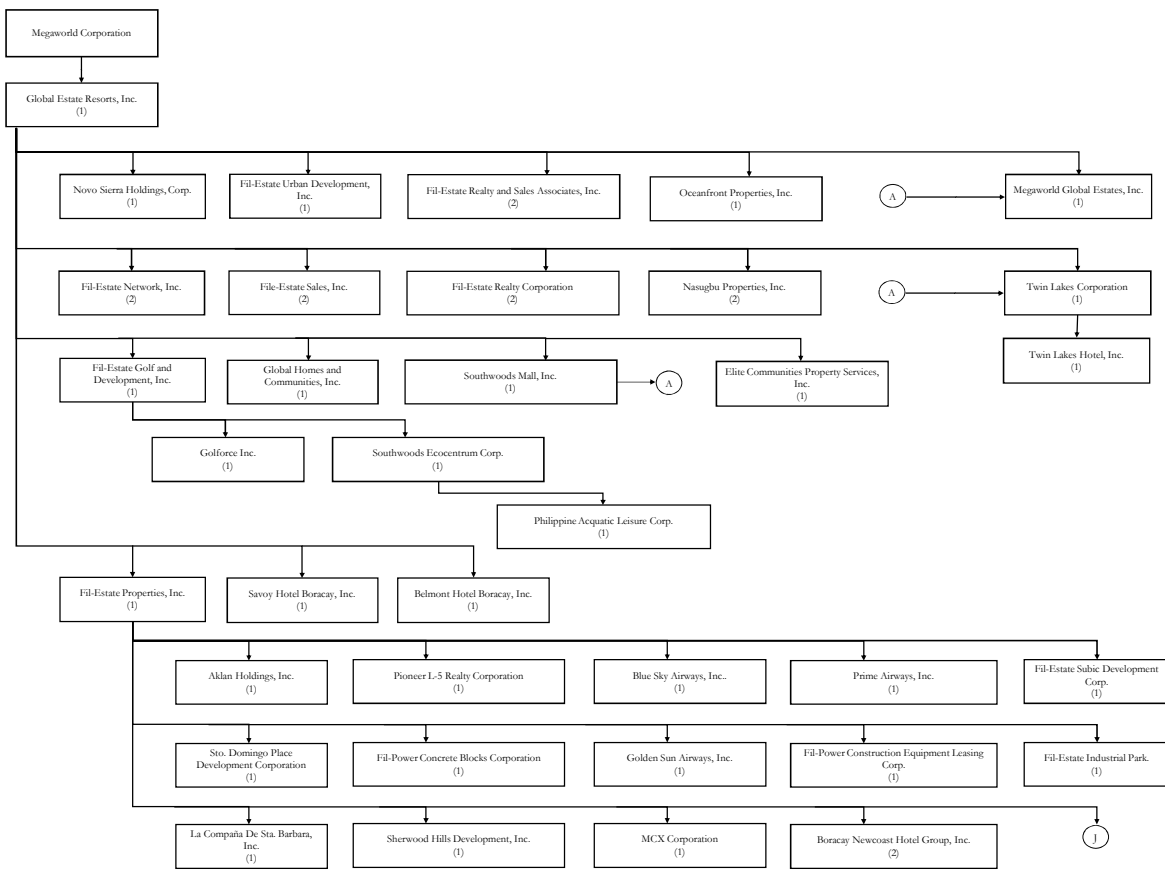 Megaworld Corporation
Global Estate Resorts, Inc.
(1)
Novo Sierra Holdings, Corp.
(1)
Fil-Estate Urban Development,
Inc.
(1)
Fil-Estate Realty and Sales Associates, Inc.
(2)
Oceanfront Properties, Inc.
(1)
A
Megaworld Global Estates, Inc.
(1)
Fil-Estate Network, Inc.
(2)
File-Estate Sales, Inc.
(2)
Fil-Estate Realty Corporation
(2)
Nasugbu Properties, Inc.
(2)
A
Twin Lakes Corporation
(1)
Twin Lakes Hotel, Inc.
(1)
Fil-Estate Golf and
Development, Inc.
(1)
Global Homes and
Communities, Inc.
(1)
Southwoods Mall, Inc.
(1)
A
Elite Communities Property Services,
Inc.
(1)
Golforce Inc.
(1)
Southwoods Ecocentrum Corp.
(1)
Philippine Acquatic Leisure Corp.
(1)
Fil-Estate Properties, Inc.
(1)
Savoy Hotel Boracay, Inc.
(1)
Belmont Hotel Boracay, Inc.
(1)
Aklan Holdings, Inc.
(1)
Pioneer L-5 Realty Corporation
(1)
Blue Sky Airways, Inc..
(1)
Prime Airways, Inc.
(1)
Fil-Estate Subic Development
Corp.
(1)
Sto. Domingo Place
Development Corporation
(1)
Fil-Power Concrete Blocks Corporation
(1)
Golden Sun Airways, Inc.
(1)
Fil-Power Construction Equipment Leasing
Corp.
(1)
Fil-Estate Industrial Park.
(1)
La Compaña De Sta. Barbara,
Inc.
(1)
Sherwood Hills Development, Inc.
(1)
MCX Corporation
(1)
Boracay Newcoast Hotel Group, Inc.
(2)
J